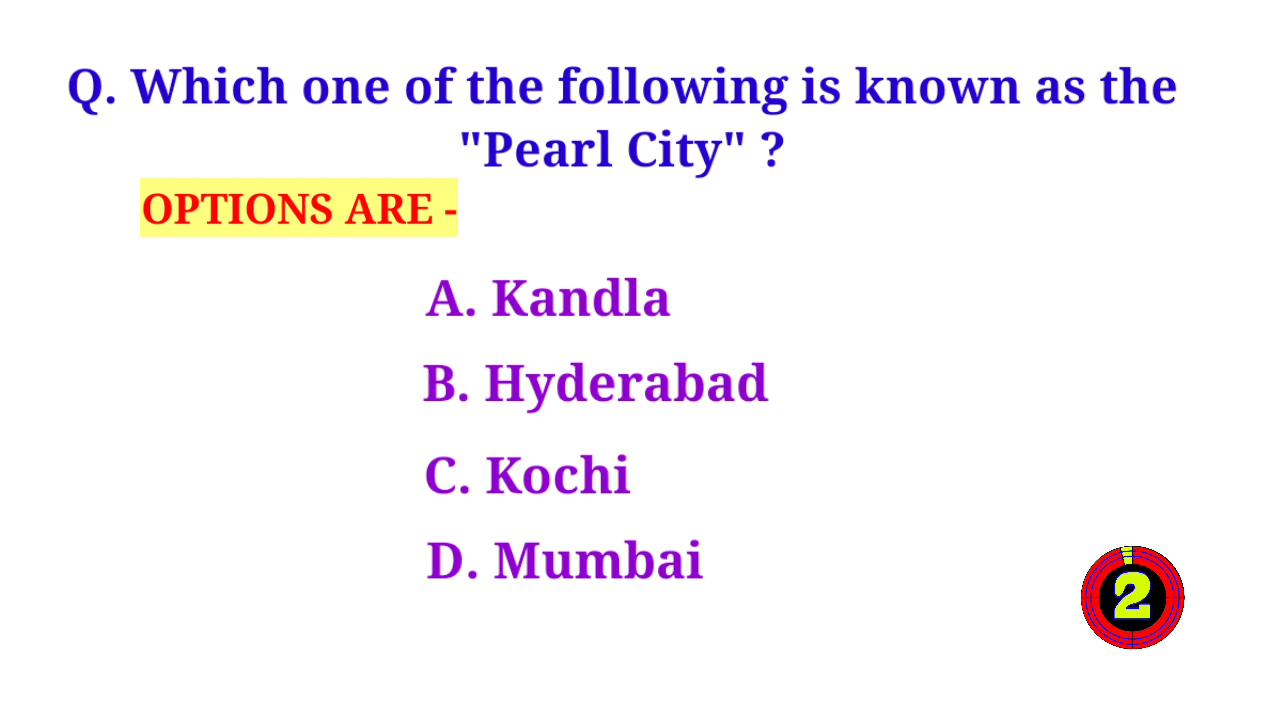 Q. Which one of the following is known as the
"Pearl City" ?
OPTIONS ARE -
A. Kandla
B. Hyderabad
C. Kochi
D. Mumbai
2